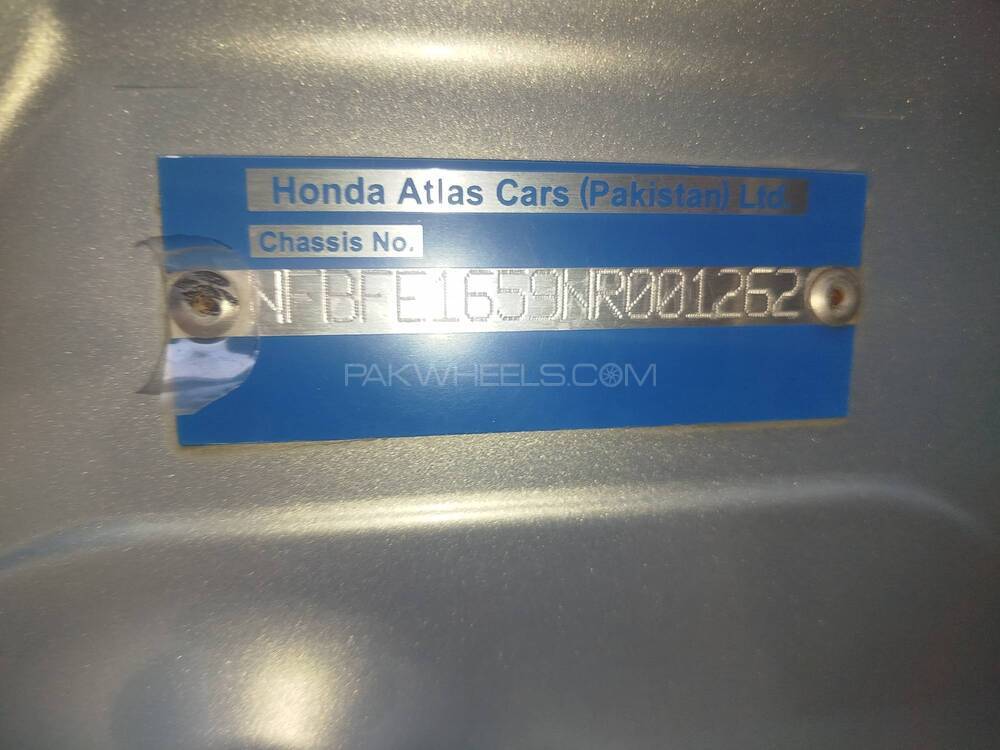 Honda Atlas Cars (Pakistan) Ltd.
Chassis No.
NFBFE1659NR001262
PAKWHEELS.COM